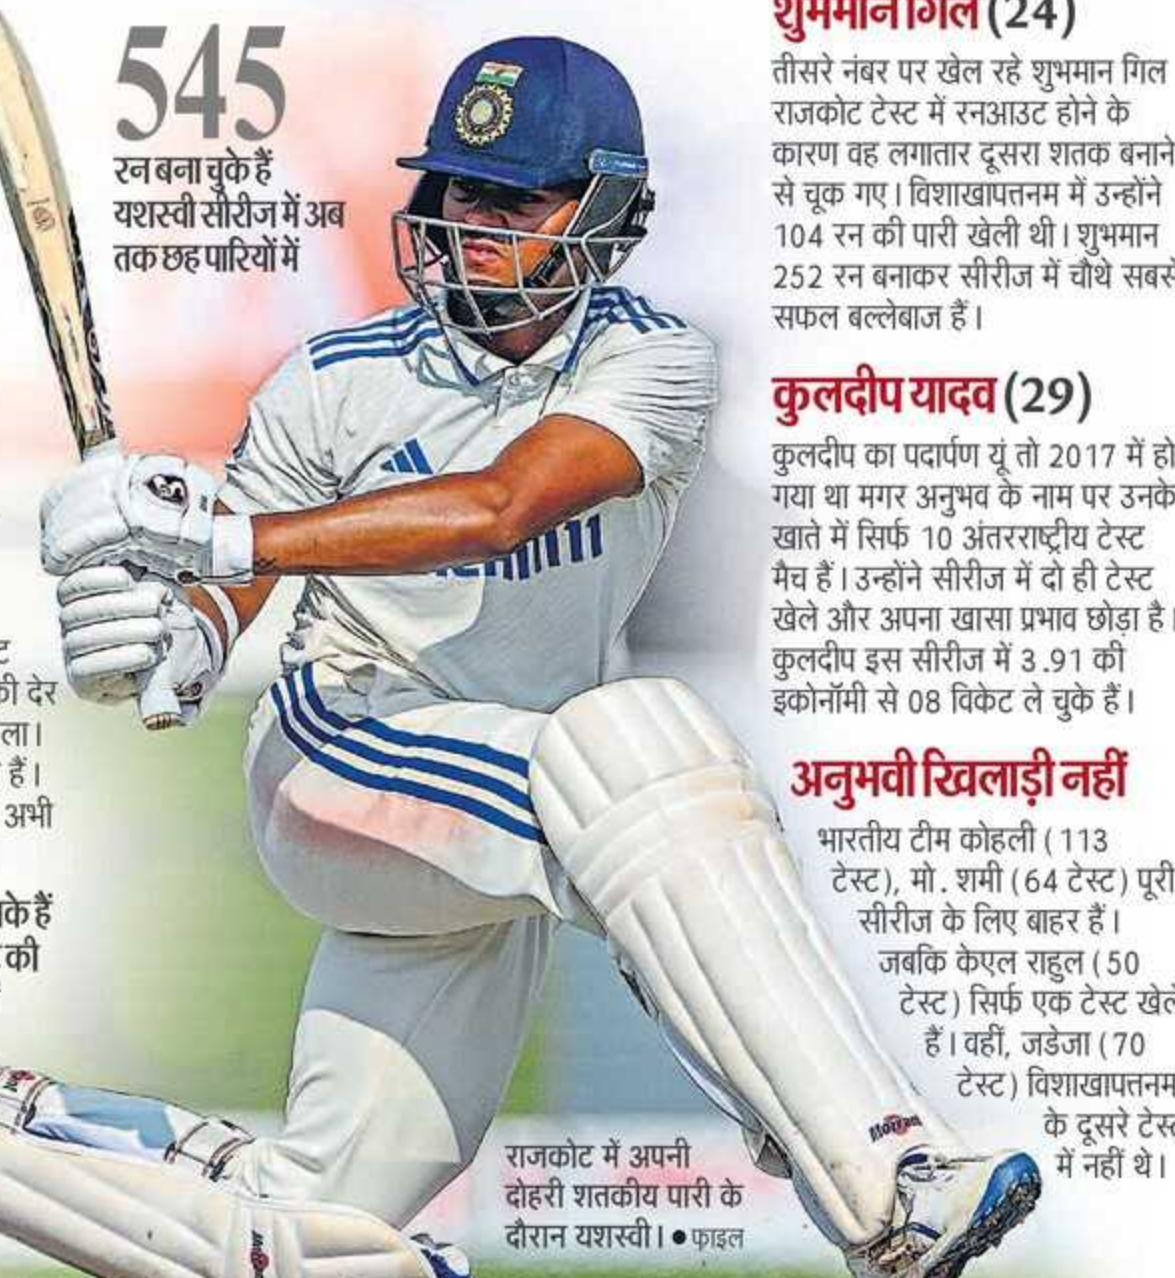 545
रन बना चुके हैं
यशस्वी सीरीज में अब
तक छह पारियों में
की देर
ला।
हैं।
अभी
के हैं
की
राजकोट में अपनी
दोहरी शतकीय पारी के
दौरान यशस्वी। ● फ़ाइल
शुभमान गिल (24)
तीसरे नंबर पर खेल रहे शुभमान गिल
राजकोट टेस्ट में रनआउट होने के
कारण वह लगातार दूसरा शतक बनाने
से चूक गए। विशाखापत्तनम में उन्होंने
104 रन की पारी खेली थी। शुभमान
252 रन बनाकर सीरीज में चौथे सबसे
सफल बल्लेबाज हैं।
कुलदीप यादव (29)
कुलदीप का पदार्पण यूं तो 2017 में हो
गया था मगर अनुभव के नाम पर उनके
खाते में सिर्फ 10 अंतरराष्ट्रीय टेस्ट
मैच हैं। उन्होंने सीरीज में दो ही टेस्ट
खेले और अपना खासा प्रभाव छोड़ा है।
कुलदीप इस सीरीज में 3.91 की
इकोनॉमी से 08 विकेट ले चुके हैं।
अनुभवी खिलाड़ी नहीं
भारतीय टीम कोहली (113
टेस्ट), मो. शमी (64 टेस्ट) पूरी
सीरीज के लिए बाहर हैं।
जबकि केएल राहुल (50
टेस्ट) सिर्फ एक टेस्ट खेले
हैं। वहीं, जडेजा (70
टेस्ट) विशाखापत्तनम
के दूसरे टेस्ट
में नहीं थे।